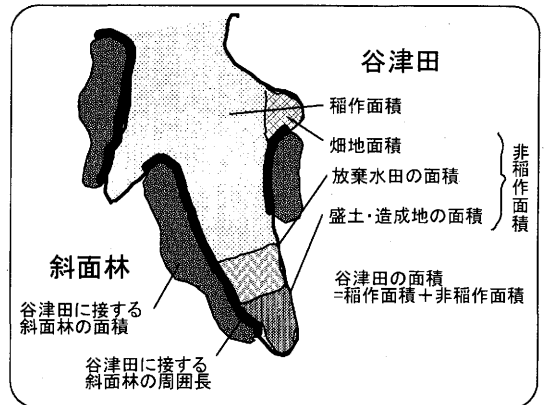 谷津田
稲作面積
畑地面積
放棄水田の面積
盛土・造成地の面積
非稲作面積
谷津田の面積
=稲作面積+非稲作面積
斜面林
谷津田に接する
斜面林の面積
谷津田に接する
斜面林の周囲長